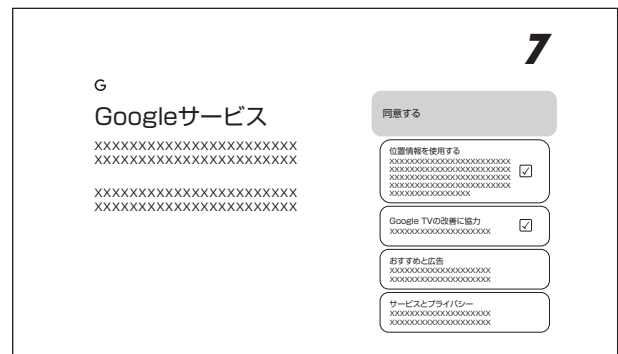 7
G
Googleサービス
XXXXXXXXXXXXXXXXXXXXXXX
XXXXXXXXXXXXXXXXXXXXXXX
XXXXXXXXXXXXXXXXXXXXXXX
XXXXXXXXXXXXXXXXXXXXXXX
同意する
位置情報を使用する
XXXXXXXXXXXXXXXXXXXXXXXX
XXXXXXXXXXXXXXXXXXXXXXXX
XXXXXXXXXXXXXXXXXXXXXXXX
XXXXXXXXXXXXXXXXXXXXXXXX
XXXXXXXXXXXXXXXX
Google TVの改善に協力
XXXXXXXXXXXXXXXXXXXX
おすすめと広告
XXXXXXXXXXXXXXXXXXXX
XXXXXXXXXXXXXXXXXXXX
サービスとプライバシー
XXXXXXXXXXXXXXXXXXXX
XXXXXXXXXXXXXXXXXXXX